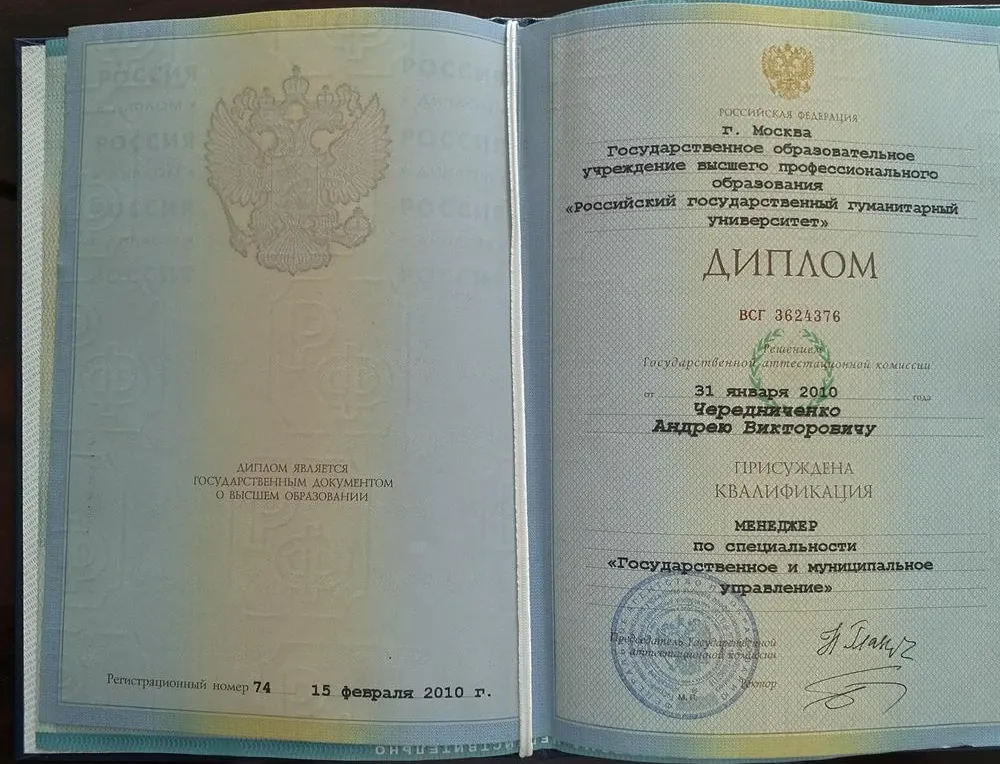 ДИПЛОМ ЯВЛЯЕТСЯ
ГОСУДАРСТВЕННЫМ ДОКУМЕНТОМ
О ВЫСШЕМ ОБРАЗОВАНИИ
Регистрационный номер 74 15 февраля 2010 г.
РОССИЙСКАЯ ФЕДЕРАЦИЯ
г. Москва
Государственное образовательное
учреждение высшего профессионального
образования
«Российский государственный гуманитарный
университет»
ДИПЛОМ
ВСГ 3624376
Решением
Государственной аттестационной комиссии
от 31 января 2010 года
Чередниченко
Андрею Викторовичу
ПРИСУЖДЕНА
КВАЛИФИКАЦИЯ
МЕНЕДЖЕР
по специальности
«Государственное и муниципальное
управление»
Председатель Государственной
аттестационной комиссии
Ректор
М.П.